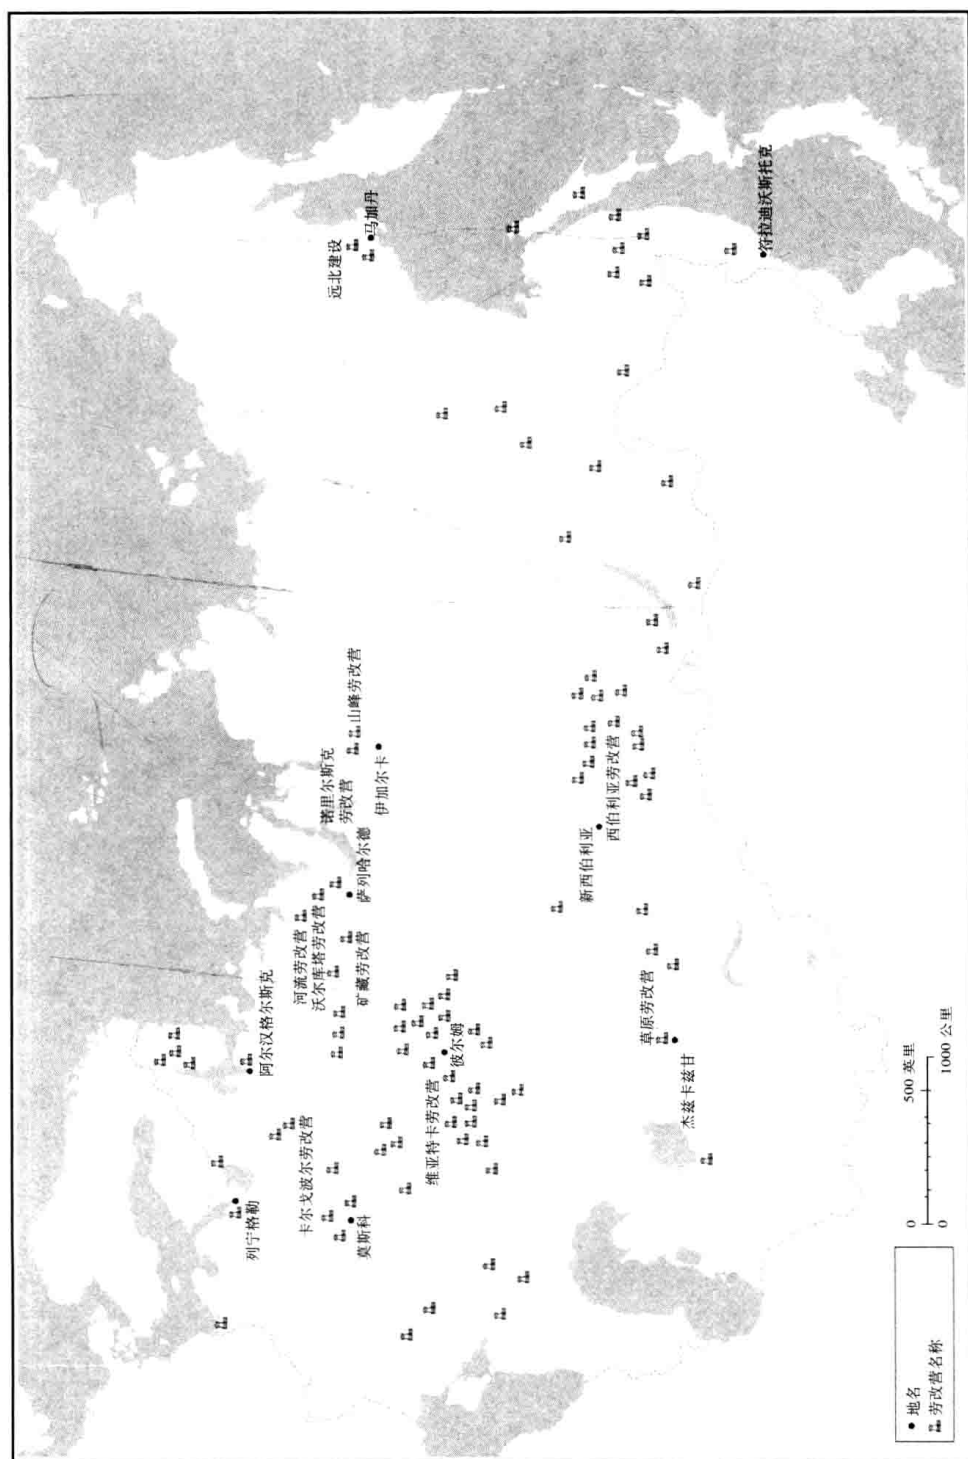 远北建设
马加丹
符拉迪沃斯托克
山峰劳改营
诺里尔斯克
劳改营
伊加尔卡
萨列哈尔德
河流劳改营
沃尔库塔劳改营
矿藏劳改营
阿尔汉格尔斯克
新西伯利亚
西伯利亚劳改营
彼尔姆
维亚特卡劳改营
草原劳改营
杰兹卡兹甘
卡尔戈波尔劳改营
列宁格勒
莫斯科
0 500 英里
0 1000 公里
地名
劳改营名称